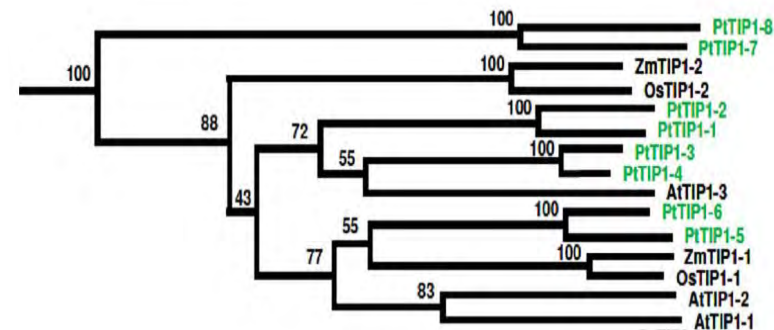 100
PtTIP1-8
PtTIP1-7
100
100
ZmTIP1-2
OsTIP1-2
88
100
PtTIP1-2
PtTIP1-1
72
100
PtTIP1-3
55
PtTIP1-4
AtTIP1-3
43
100
PtTIP1-6
55
PtTIP1-5
77
100
ZmTIP1-1
OsTIP1-1
83
AtTIP1-2
AtTIP1-1